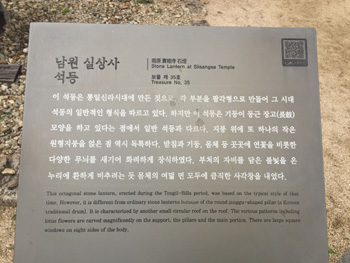 남원 실상사
석등
南原 實相寺 石燈
Stone Lantern at Silsangsa Temple
보물 제 35호
Treasure No. 35
이 석등은 통일신라시대에 만든 것으로, 각 부분을 팔각형으로 만들어 그 시대
석등의 일반적인 형식을 따르고 있다. 하지만 이 석등은 기둥이 둥근 장고(長鼓)
모양을 하고 있다는 점에서 일반 석등과 다르다. 지붕 위에 또 하나의 작은
원형지붕을 얹은 점 역시 독특하다. 받침과 기둥, 몸체 등 곳곳에 연꽃을 비롯한
다양한 무늬를 새기어 화려하게 장식하였다. 부처의 자비를 담은 불빛을 온
누리에 환하게 비추려는 듯 몸체의 여덟 면 모두에 큼직한 사각창을 내었다.
This octagonal stone lantern, erected during the Tongil-Silla period, was based on the typical style of that
time. However, it is different from ordinary stone lanterns because of the round janggu-shaped pillar (a Korean
traditional drum). It is characterized by another small circular roof on the roof. The various patterns including
lotus flowers are carved magnificently on the support, the pillars and the main portion. There are large square
windows on eight sides of the body.